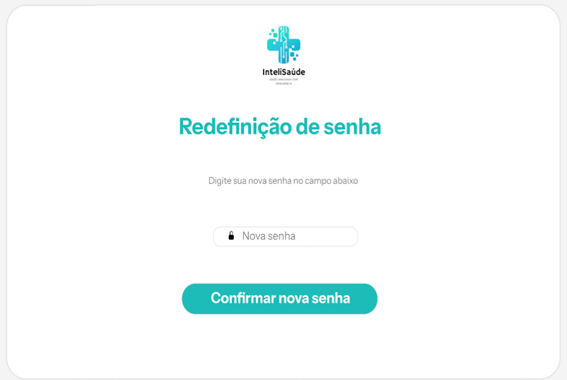 InteliSaúde
Redefinição de senha
Digite sua nova senha no campo abaixo
Nova senha
Confirmar nova senha